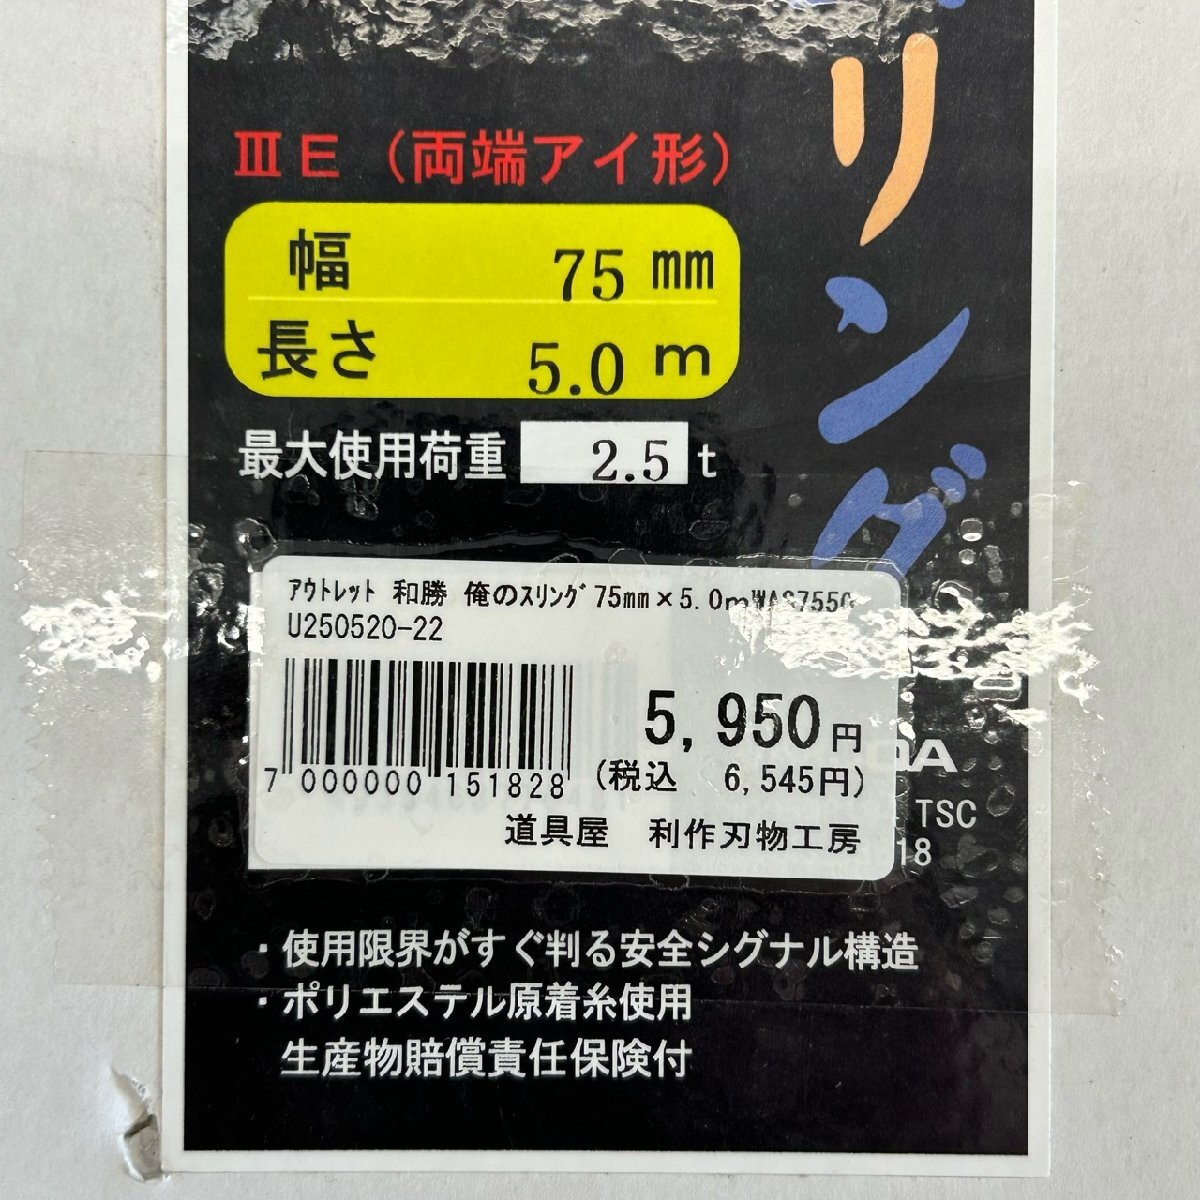 リング
ⅢE（両端アイ形）
幅 75 mm
長さ 5.0 m
最大使用荷重 2.5 t
ｱｳﾄﾚｯﾄ 和勝 俺のｽﾘﾝｸﾞ75mm×5.0m
U250520-22
5,950円
7 000000 151828
(税込 6,545円)
道具屋 利作刃物工房
TSC
18
・使用限界がすぐ判る安全シグナル構造
・ポリエステル原着糸使用
生産物賠償責任保険付